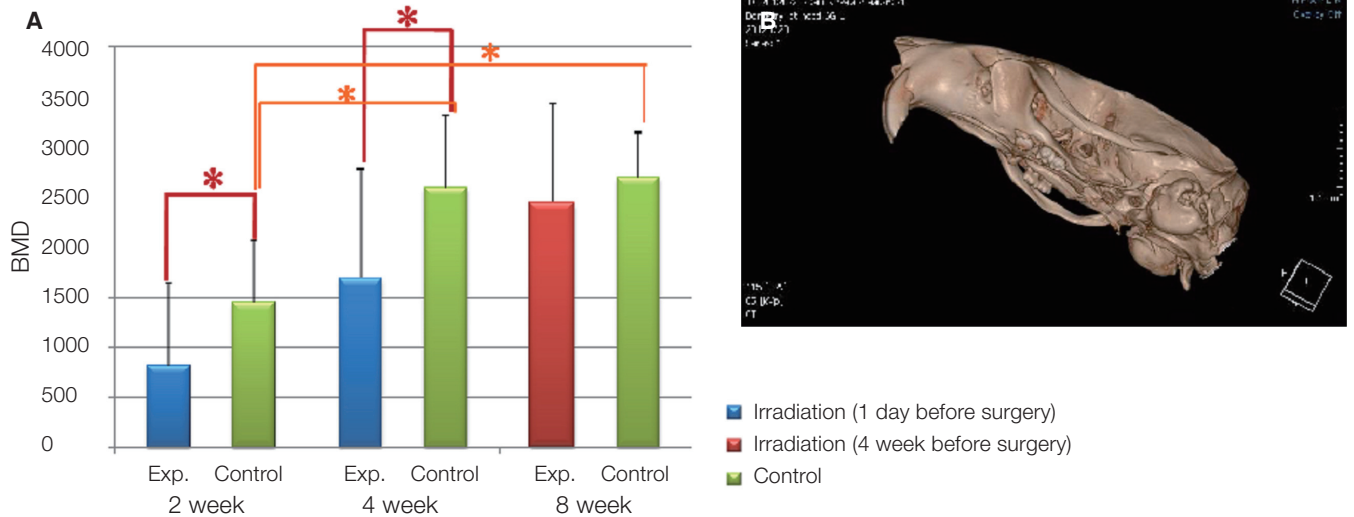 A
4000
3500
3000
2500
2000
1500
1000
500
0
BMD
Exp. Control Exp. Control Exp. Control
2 week 4 week 8 week
B
Irradiation (1 day before surgery)
Irradiation (4 week before surgery)
Control